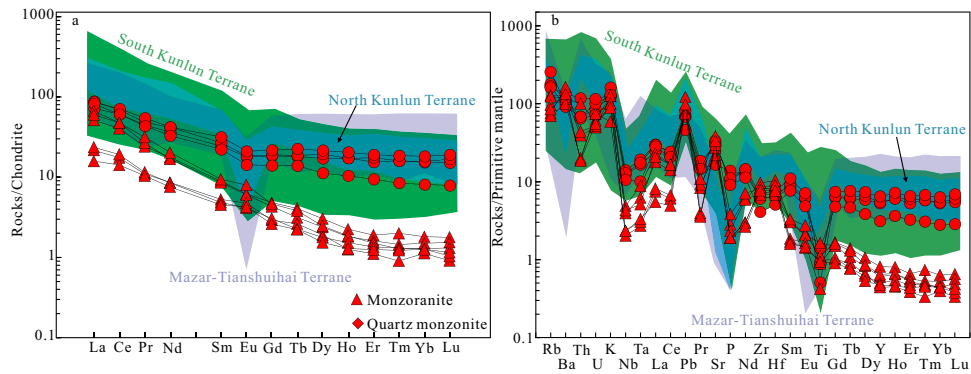 a
1000
100
10
1
0.1
Rocks/Chondrite
South Kunlun Terrane
North Kunlun Terrane
Mazar-Tianshuihai Terrane
Monzoranite
Quartz monzonite
La Ce Pr Nd Sm Eu Gd Tb Dy Ho Er Tm Yb Lu
b
1000
100
10
1
0.1
Rocks/Primitive mantle
South Kunlun Terrane
North Kunlun Terrane
Mazar-Tianshuihai Terrane
Rb Th K Ta Ce Pr P Zr Sm Ti Tb Y Er Yb
Ba U Nb La Pb Sr Nd Hf Eu Gd Dy Ho Tm Lu